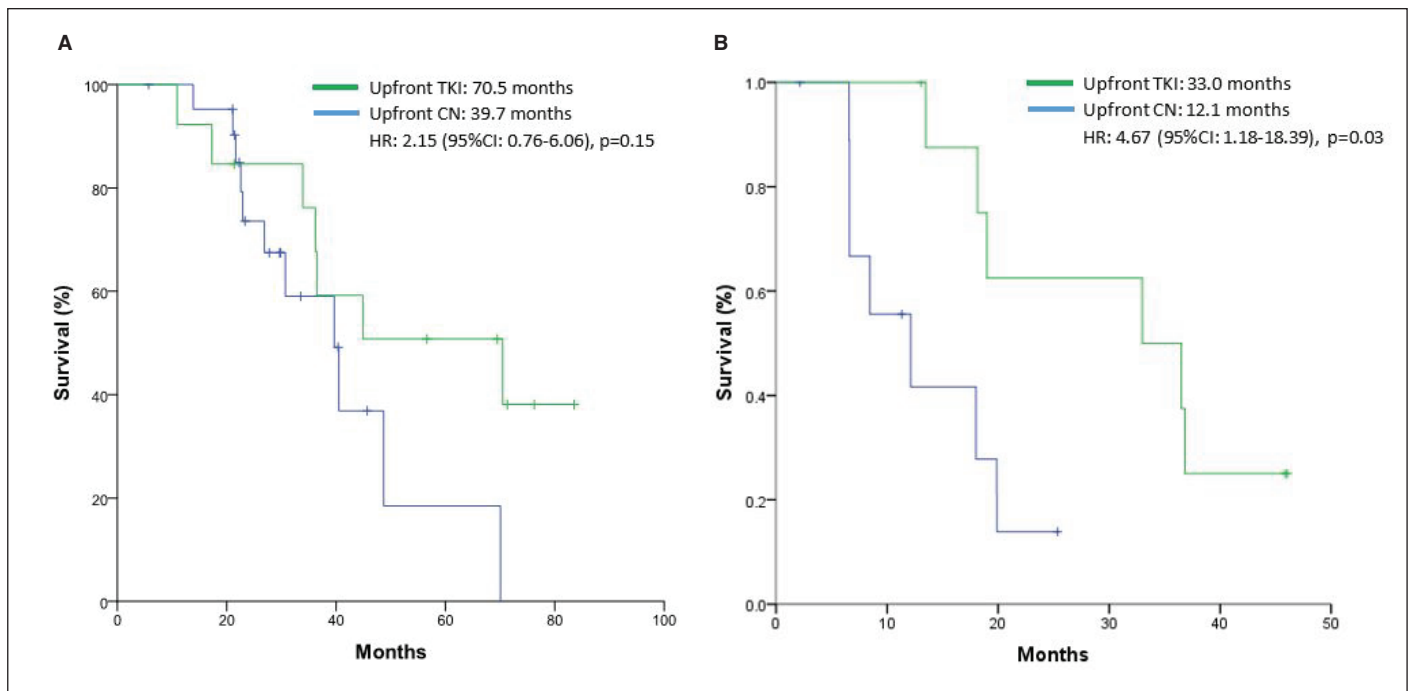 A
Upfront TKI: 70.5 months
Upfront CN: 39.7 months
HR: 2.15 (95%CI: 0.76-6.06), p=0.15
100
80
60
40
20
0
Survival (%)
0 20 40 60 80 100
Months
B
Upfront TKI: 33.0 months
Upfront CN: 12.1 months
HR: 4.67 (95%CI: 1.18-18.39), p=0.03
1.0
0.8
0.6
0.4
0.2
0.0
Survival (%)
0 10 20 30 40 50
Months